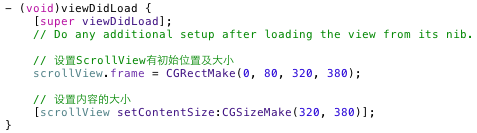 - (void)viewDidLoad {
[super viewDidLoad];
// Do any additional setup after loading the view from its nib.
// 设置ScrollView有初始位置及大小
scrollView.frame = CGRectMake(0, 80, 320, 380);
// 设置内容的大小
[scrollView setContentSize:CGSizeMake(320, 380)];
}